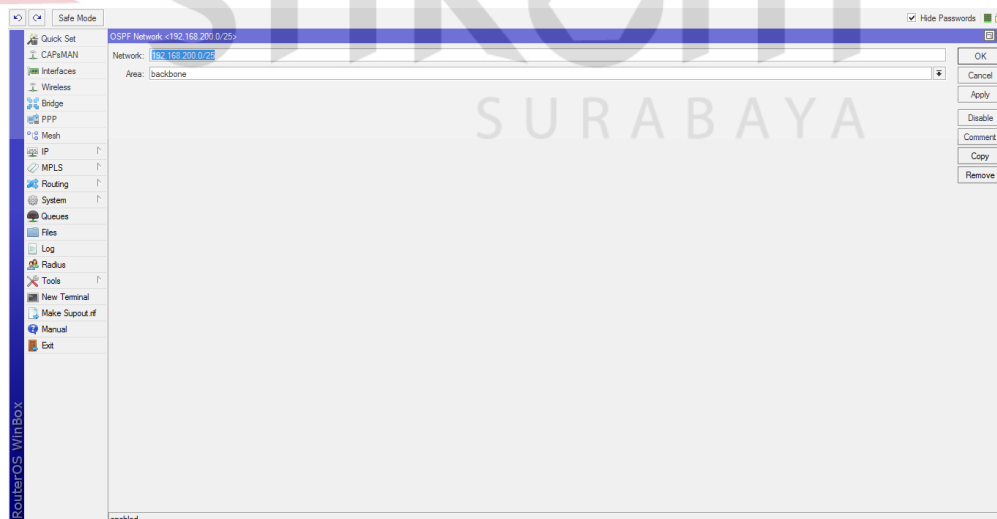 Safe Mode
Hide Passwords
Quick Set
CAPsMAN
Interfaces
Wireless
Bridge
PPP
Mesh
IP
MPLS
Routing
System
Queues
Files
Log
Radius
Tools
New Terminal
Make Supout.rif
Manual
Exit
RouterOS WinBox
OSPF Network <192.168.200.0/25>
Network: 192.168.200.0/25
Area: backbone
OK
Cancel
Apply
Disable
Comment
Copy
Remove
enabled
SURABAYA